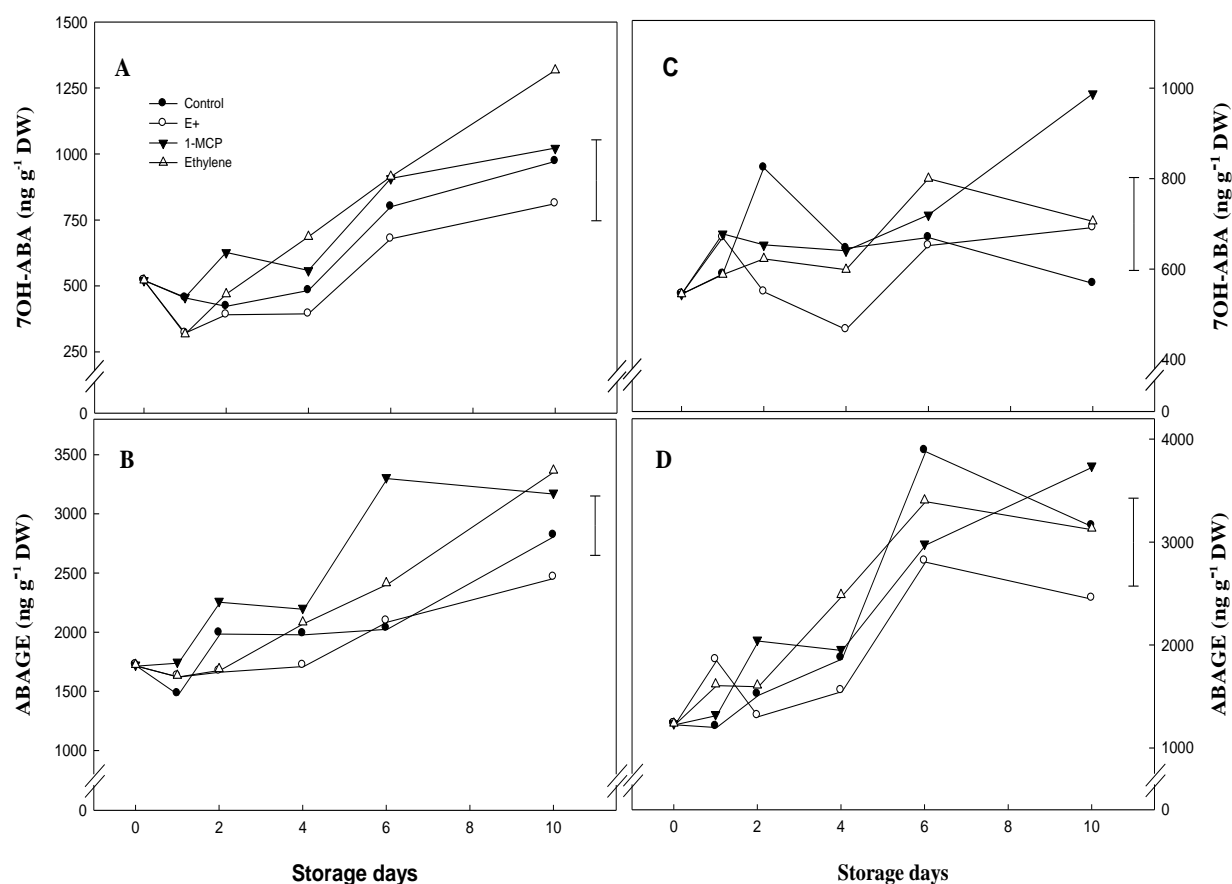 1500
1250
1000
750
500
250
0
7OH-ABA (ng g⁻¹ DW)
A
Control
E+
1-MCP
Ethylene
C
1000
800
600
400
7OH-ABA (ng g⁻¹ DW)
0
3500
3000
2500
2000
1500
1000
0
ABAGE (ng g⁻¹ DW)
B
D
4000
3000
2000
1000
0
ABAGE (ng g⁻¹ DW)
0 2 4 6 8 10
0 2 4 6 8 10
Storage days
Storage days